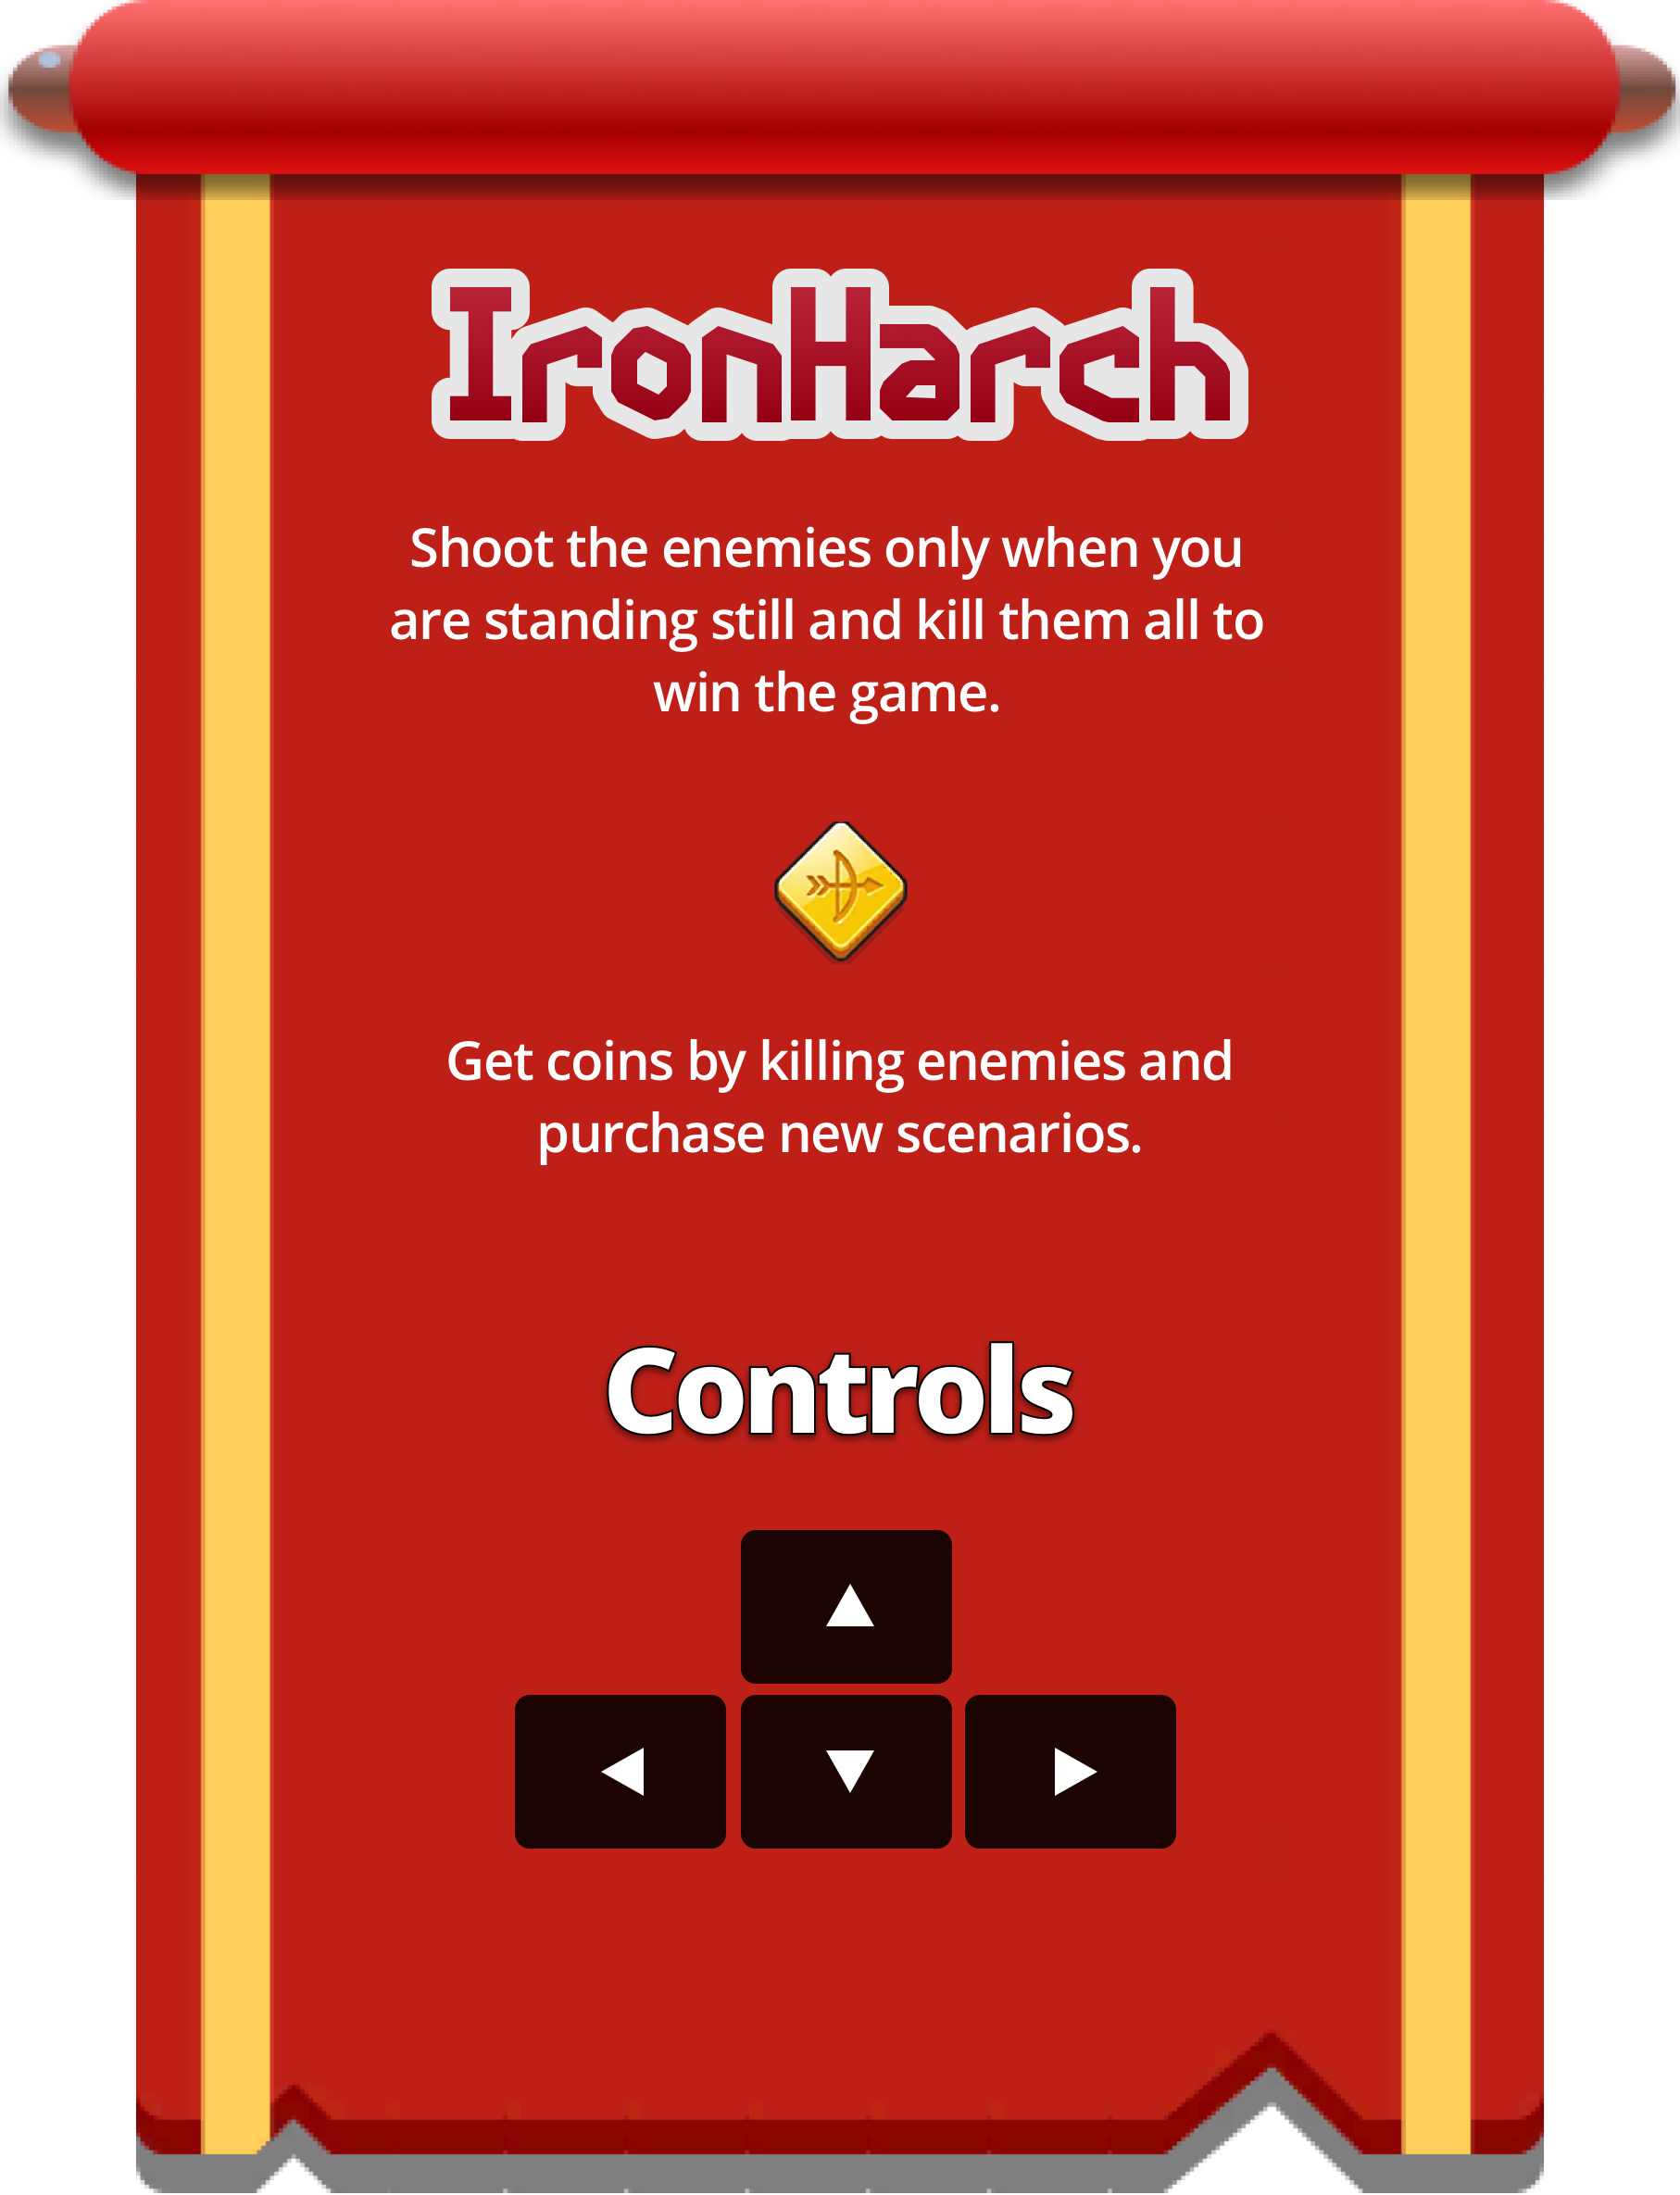 IronHarch
Shoot the enemies only when you
are standing still and kill them all to
win the game.
Get coins by killing enemies and
purchase new scenarios.
Controls